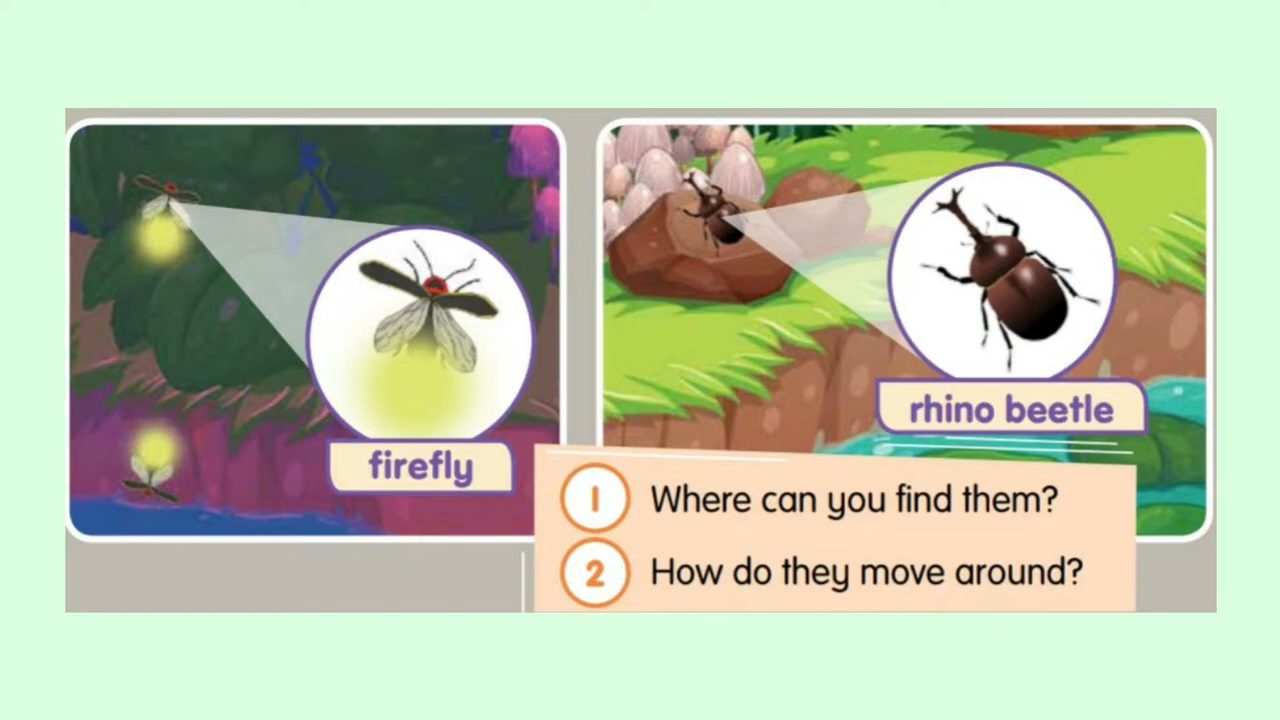 firefly
rhino beetle
1 Where can you find them?
2 How do they move around?